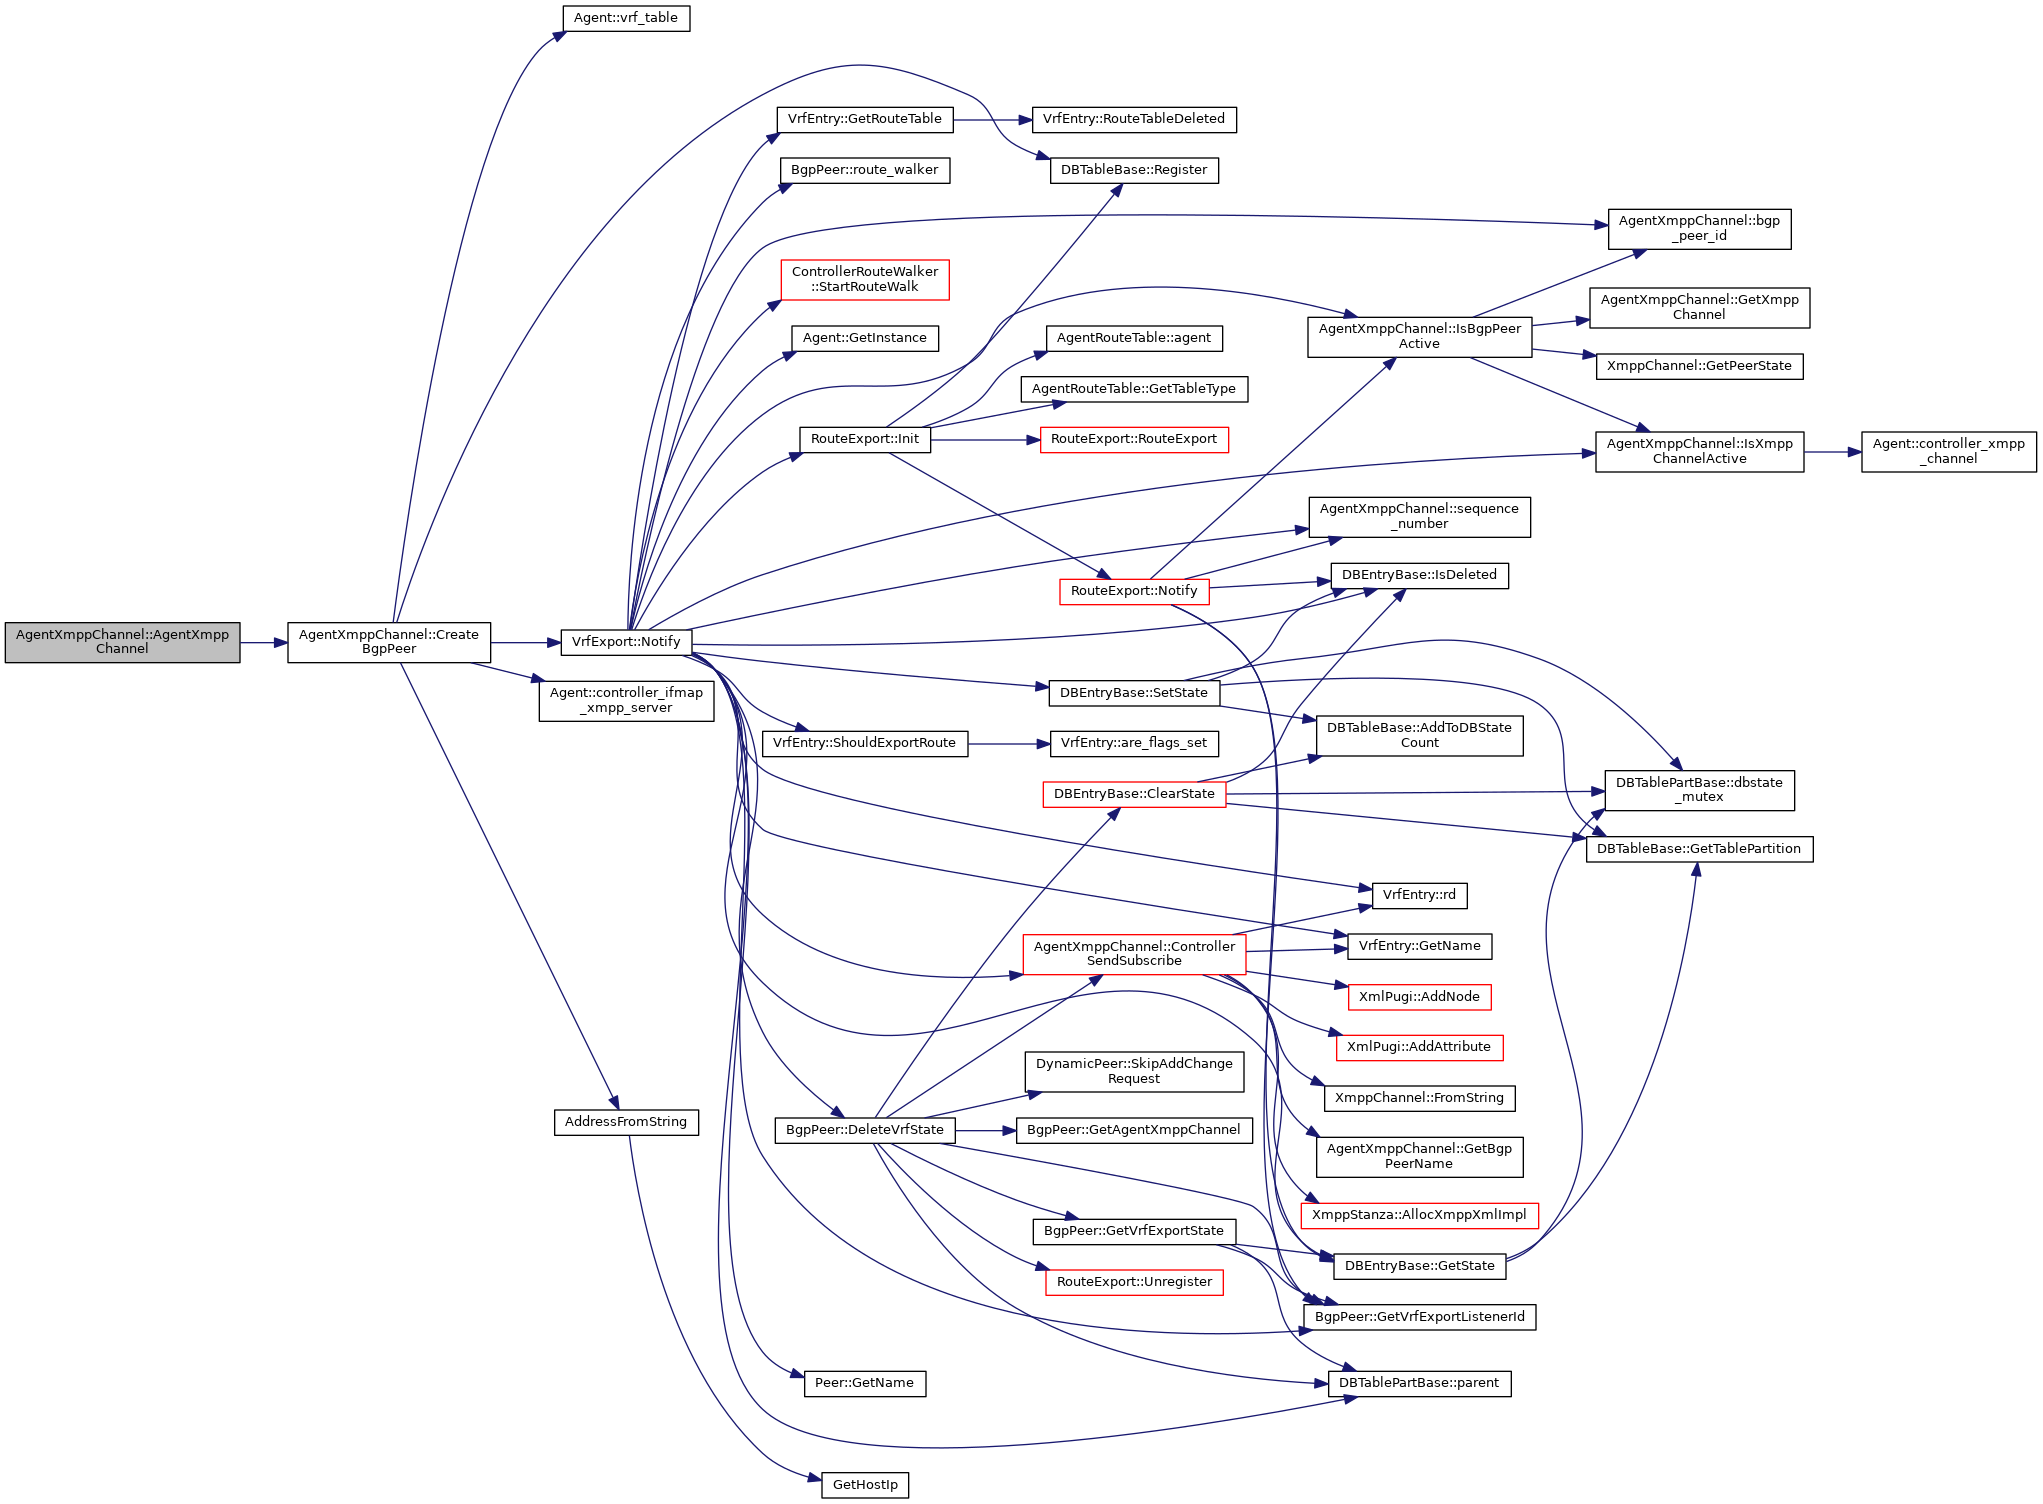 Agent::vrf_table
VrfEntry::GetRouteTable
VrfEntry::RouteTableDeleted
BgpPeer::route_walker
DBTableBase::Register
AgentXmppChannel::bgp
_peer_id
ControllerRouteWalker
::StartRouteWalk
AgentXmppChannel::GetXmpp
Channel
Agent::GetInstance
AgentRouteTable::agent
AgentXmppChannel::IsBgpPeer
Active
XmppChannel::GetPeerState
AgentRouteTable::GetTableType
RouteExport::Init
RouteExport::RouteExport
AgentXmppChannel::IsXmpp
ChannelActive
Agent::controller_xmpp
_channel
AgentXmppChannel::sequence
_number
DBEntryBase::IsDeleted
RouteExport::Notify
AgentXmppChannel::AgentXmpp
Channel
AgentXmppChannel::Create
BgpPeer
VrfExport::Notify
Agent::controller_ifmap
_xmpp_server
DBEntryBase::SetState
DBTableBase::AddToDBState
Count
VrfEntry::ShouldExportRoute
VrfEntry::are_flags_set
DBEntryBase::ClearState
DBTablePartBase::dbstate
_mutex
DBTableBase::GetTablePartition
VrfEntry::rd
AgentXmppChannel::Controller
SendSubscribe
VrfEntry::GetName
XmlPugi::AddNode
XmlPugi::AddAttribute
DynamicPeer::SkipAddChange
Request
XmppChannel::FromString
AddressFromString
BgpPeer::DeleteVrfState
BgpPeer::GetAgentXmppChannel
AgentXmppChannel::GetBgp
PeerName
XmppStanza::AllocXmppXmlImpl
BgpPeer::GetVrfExportState
DBEntryBase::GetState
RouteExport::Unregister
BgpPeer::GetVrfExportListenerId
Peer::GetName
DBTablePartBase::parent
GetHostIp